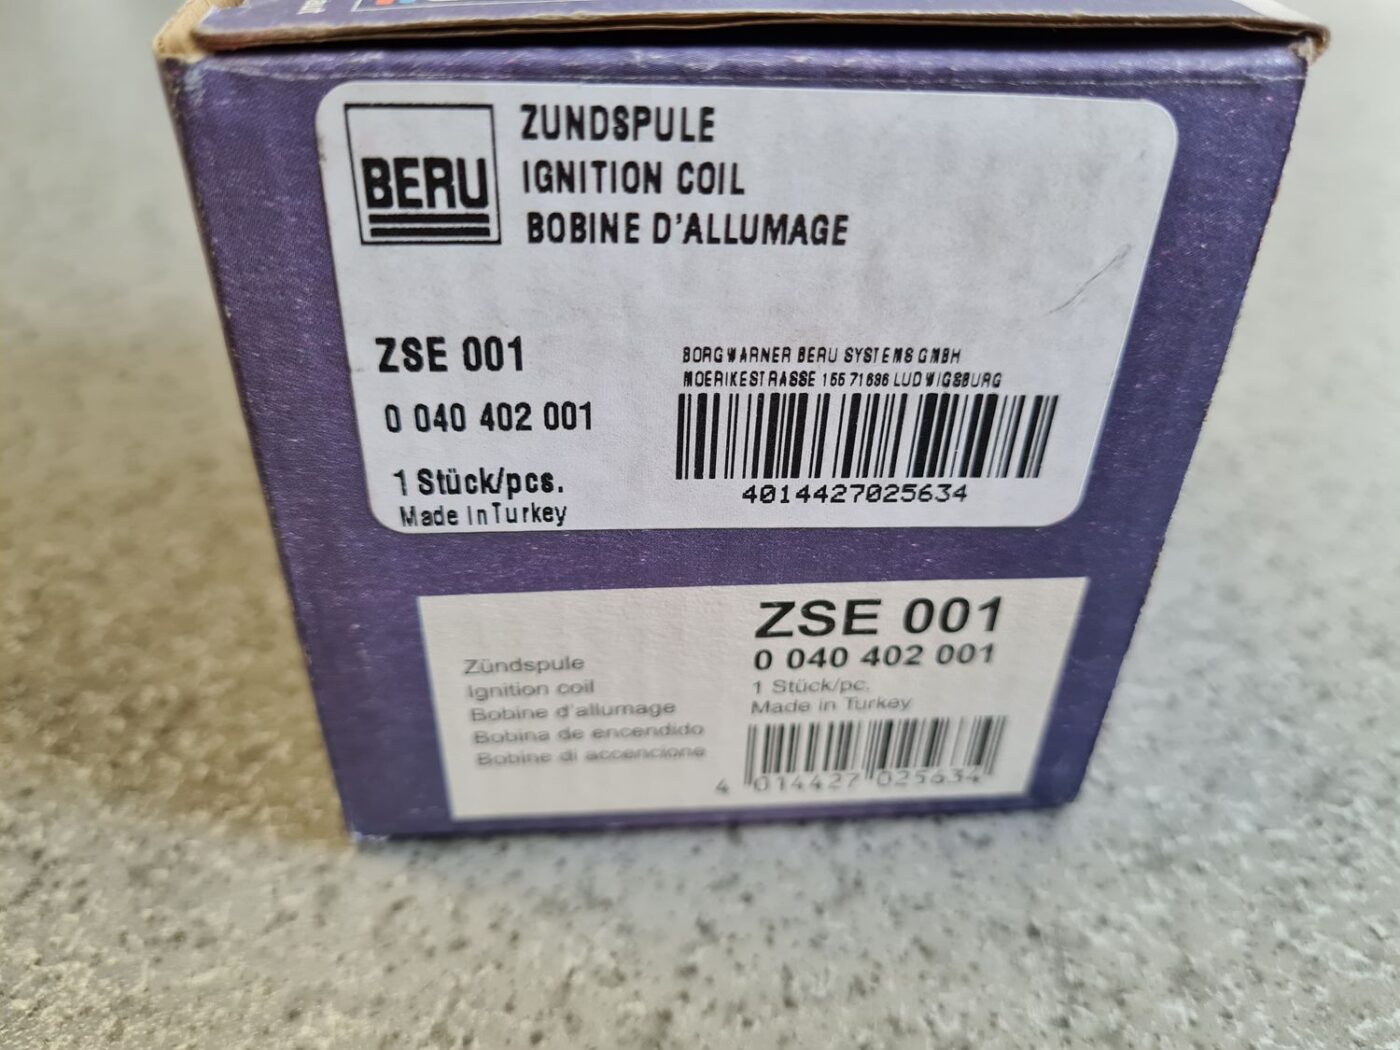 BERU
ZUNDSPULE
IGNITION COIL
BOBINE D'ALLUMAGE
ZSE 001
0 040 402 001
1 Stück/pcs.
Made in Turkey
BORGWARNER BERU SYSTEMS GMBH
MOERIKESTRASSE 155 71636 LUDWIGSBURG
4014427025634
Zündspule
Ignition coil
Bobine d'allumage
Bobina de encendido
Bobine di accencione
ZSE 001
0 040 402 001
1 Stück/pc.
Made in Turkey
4 014427 025634